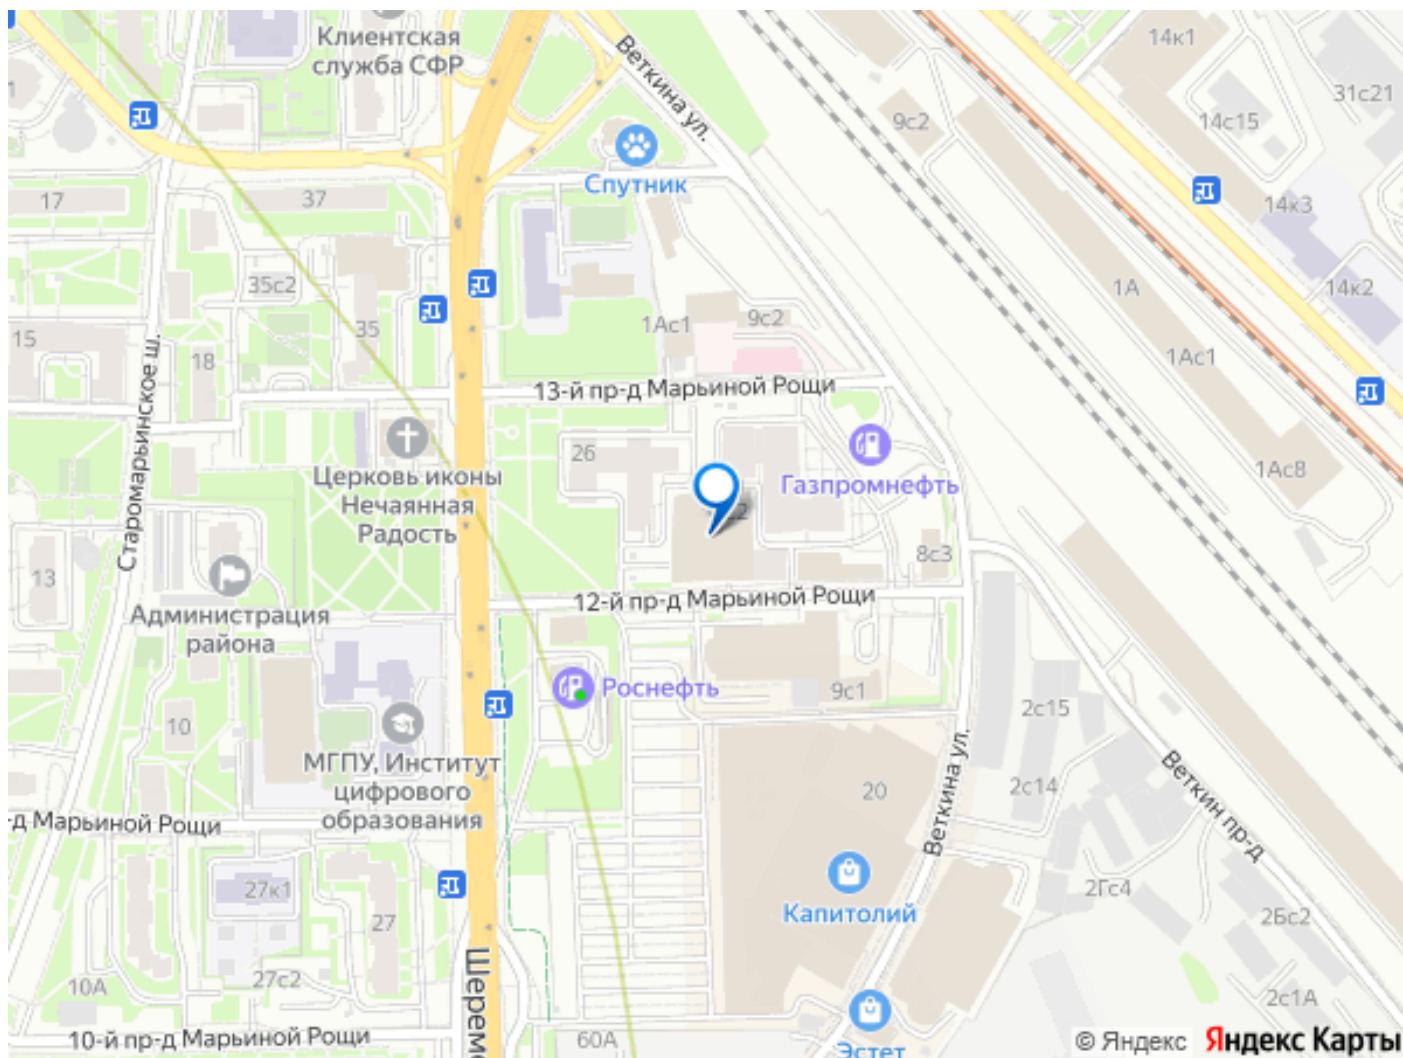 Клиентская
служба СФР
Веткина ул.
14к1
31с21
9с2
14с15
Спутник
17
37
14к3
35с2
1А
14к2
15
35
18
1Ас1
9с2
1Ас1
13-й пр-д Марьиной Рощи
Старомарьинское ш.
26
1Ас8
Церковь иконы
Нечаянная
Радость
Газпромнефть
13
8с3
Администрация
района
12-й пр-д Марьиной Рощи
Роснефть
9с1
10
2с15
МГПУ, Институт
цифрового
образования
20
2с14
Веткина ул.
Веткин пр-д
-д Марьиной Рощи
27к1
27
Капитолий
2Гс4
2Бс2
Шереме
27с2
10А
2с1А
10-й пр-д Марьиной Рощи
60А
Эстет
© Яндекс Яндекс Карты